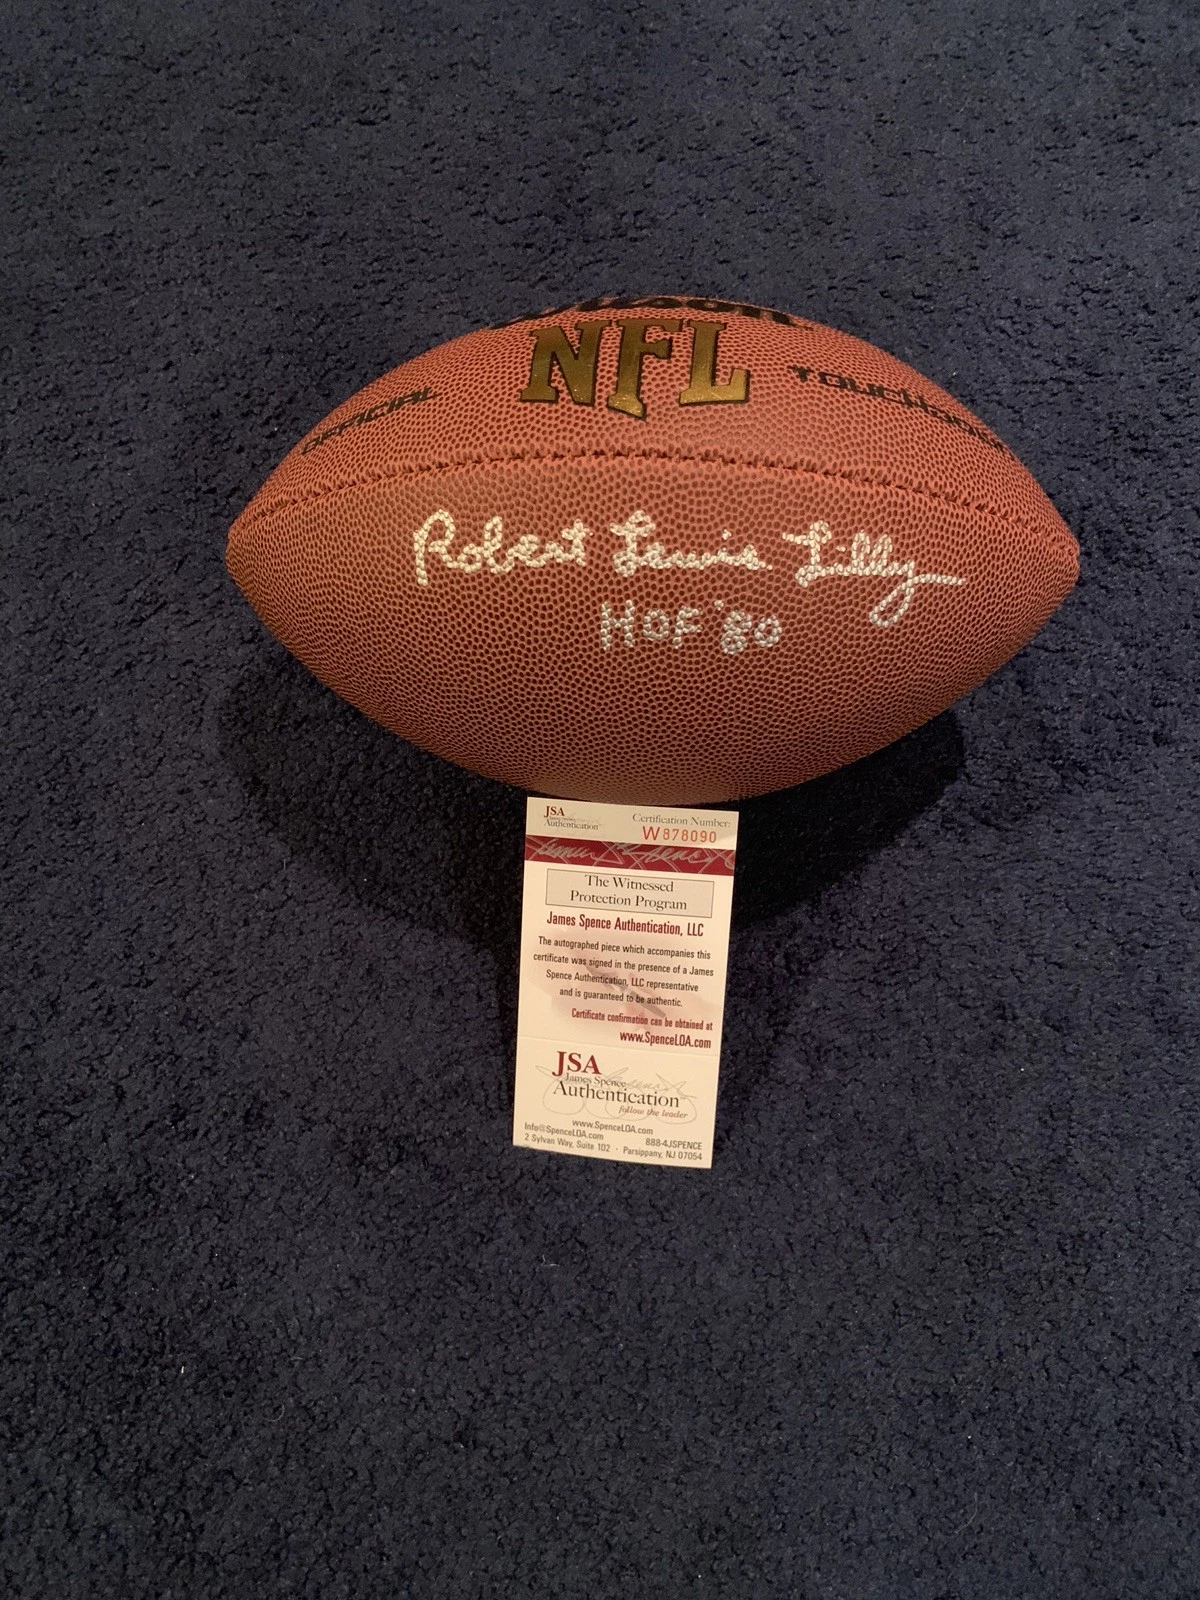 NFL
OFFICIAL
Robert Lewis Lilly
HOF '80
JSA
Authentication
Certification Number:
W878090
The Witnessed
Protection Program
James Spence Authentication, LLC
The autographed piece which accompanies this
certificate was signed in the presence of a James
Spence Authentication, LLC representative
and is guaranteed to be authentic.
Certificate confirmation can be obtained at
www.SpenceLOA.com
JSA
James Spence
Authentication
follow the leader
www.SpenceLOA.com
Info@SpenceLOA.com 888-4JSPENCE
2 Sylvan Way, Suite 102 · Parsippany, NJ 07054